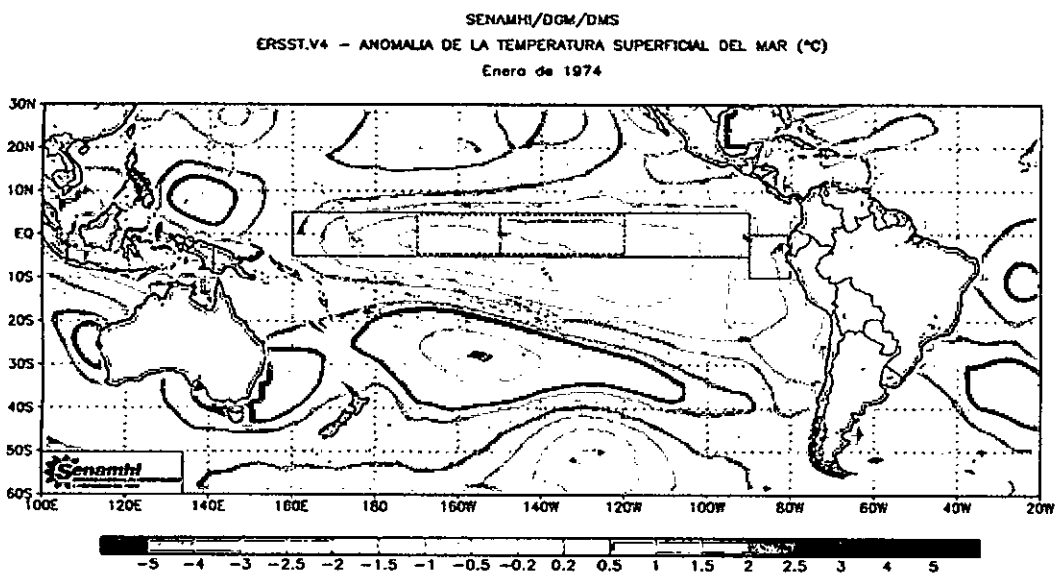 SENAMHI/DGM/DMS
ERSST.V4 – ANOMALIA DE LA TEMPERATURA SUPERFICIAL DEL MAR (°C)
Enero de 1974
30N
20N
10N
EQ
10S
20S
30S
40S
50S
60S
Senamhi
100E 120E 140E 160E 180 160W 140W 120W 100W 80W 60W 40W 20W
-5 -4 -3 -2.5 -2 -1.5 -1 -0.5 -0.2 0.2 0.5 1 1.5 2 2.5 3 4 5